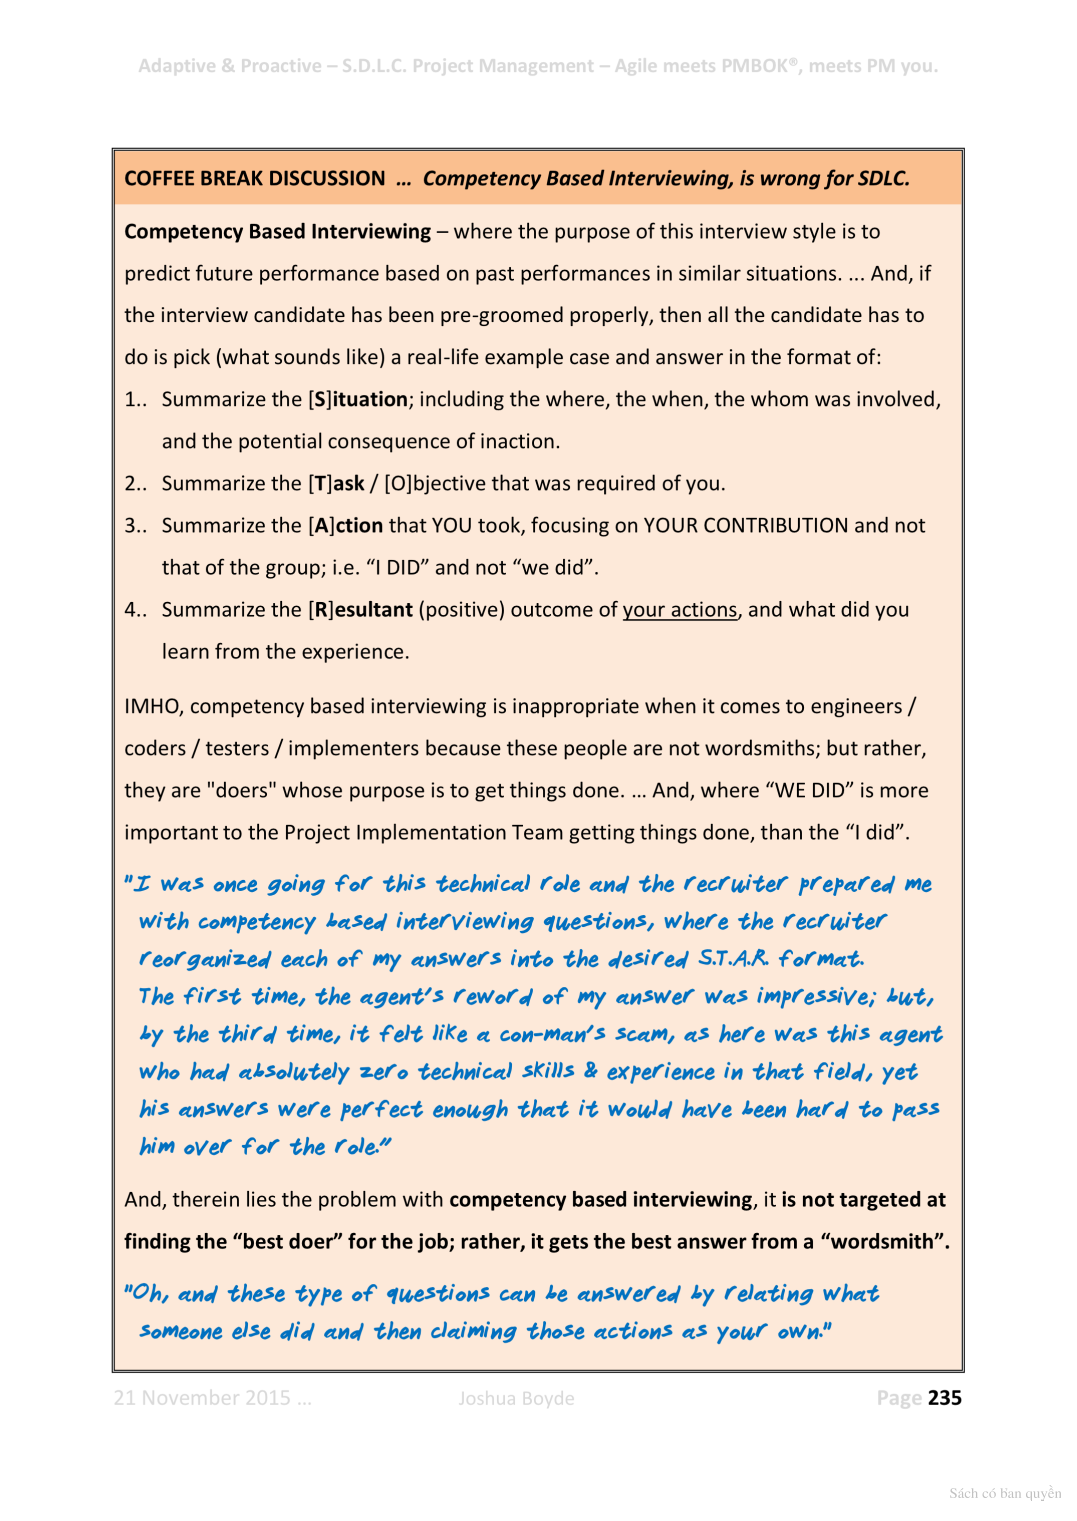 Adaptive & Proactive – S.D.L.C. Project Management – Agile meets PMBOK®, meets PM you.
COFFEE BREAK DISCUSSION … Competency Based Interviewing, is wrong for SDLC.
Competency Based Interviewing – where the purpose of this interview style is to
predict future performance based on past performances in similar situations. ... And, if
the interview candidate has been pre-groomed properly, then all the candidate has to
do is pick (what sounds like) a real-life example case and answer in the format of:
1.. Summarize the [S]ituation; including the where, the when, the whom was involved,
and the potential consequence of inaction.
2.. Summarize the [T]ask / [O]bjective that was required of you.
3.. Summarize the [A]ction that YOU took, focusing on YOUR CONTRIBUTION and not
that of the group; i.e. “I DID” and not “we did”.
4.. Summarize the [R]esultant (positive) outcome of your actions, and what did you
learn from the experience.
IMHO, competency based interviewing is inappropriate when it comes to engineers /
coders / testers / implementers because these people are not wordsmiths; but rather,
they are "doers" whose purpose is to get things done. … And, where “WE DID” is more
important to the Project Implementation Team getting things done, than the “I did”.
"I was once going for this technical role and the recruiter prepared me
with competency based interviewing questions, where the recruiter
reorganized each of my answers into the desired S.T.A.R. format.
The first time, the agent's reword of my answer was impressive; but,
by the third time, it felt like a con-man's scam, as here was this agent
who had absolutely zero technical skills & experience in that field, yet
his answers were perfect enough that it would have been hard to pass
him over for the role."
And, therein lies the problem with competency based interviewing, it is not targeted at
finding the “best doer” for the job; rather, it gets the best answer from a “wordsmith”.
"Oh, and these type of questions can be answered by relating what
someone else did and then claiming those actions as your own."
21 November 2015 … Joshua Boyde Page 235
Sách có bản quyền